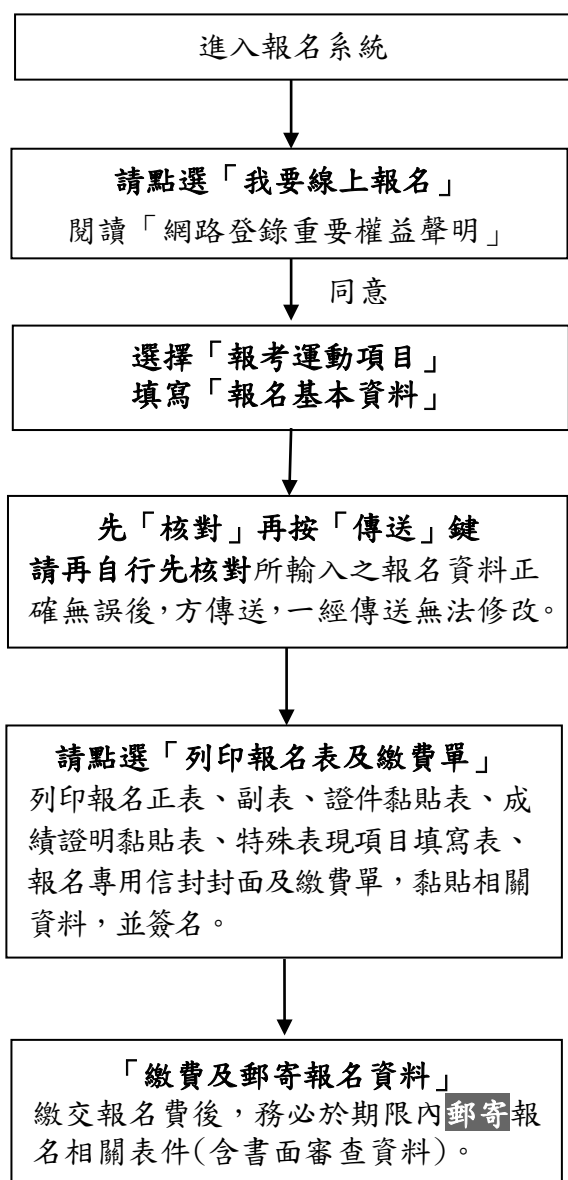 進入報名系統
請點選「我要線上報名」
閱讀「網路登錄重要權益聲明」
同意
選擇「報考運動項目」
填寫「報名基本資料」
先「核對」再按「傳送」鍵
請再自行先核對所輸入之報名資料正
確無誤後，方傳送，一經傳送無法修改。
請點選「列印報名表及繳費單」
列印報名正表、副表、證件黏貼表、成
績證明黏貼表、特殊表現項目填寫表、
報名專用信封封面及繳費單，黏貼相關
資料，並簽名。
「繳費及郵寄報名資料」
繳交報名費後，務必於期限內郵寄報
名相關表件(含書面審查資料)。